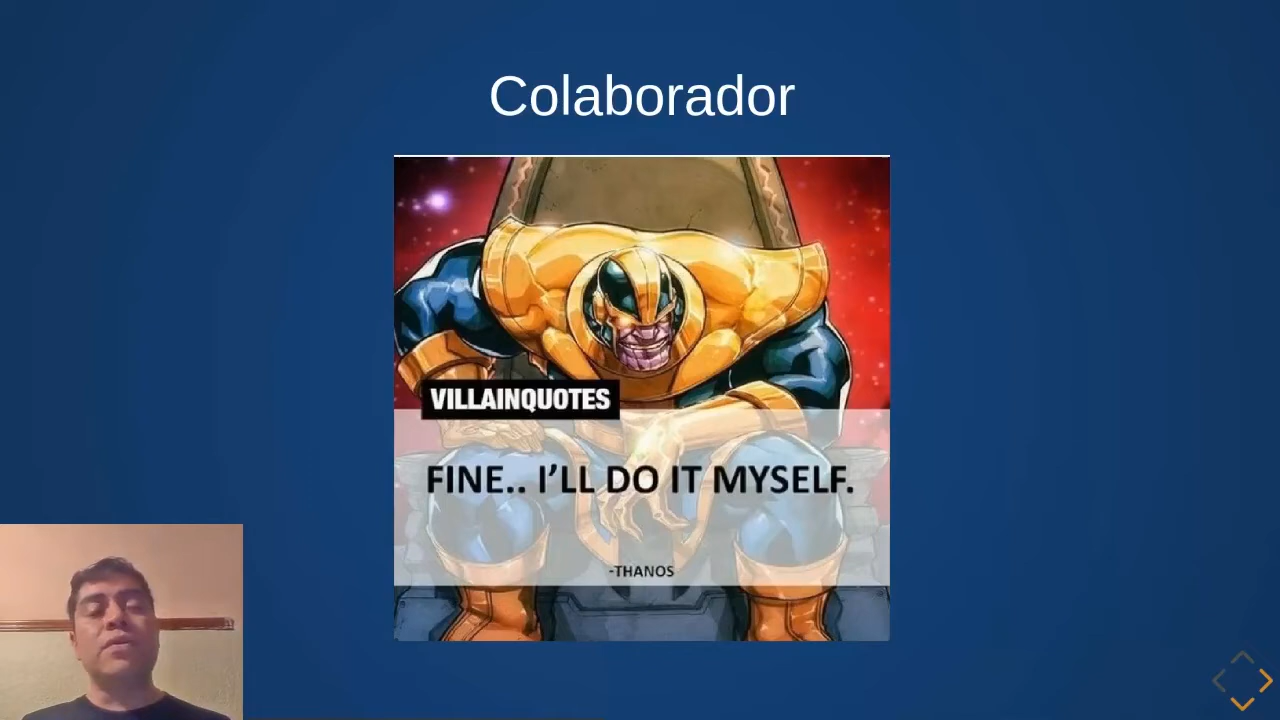 Colaborador
VILLAINQUOTES
FINE.. I'LL DO IT MYSELF.
-THANOS